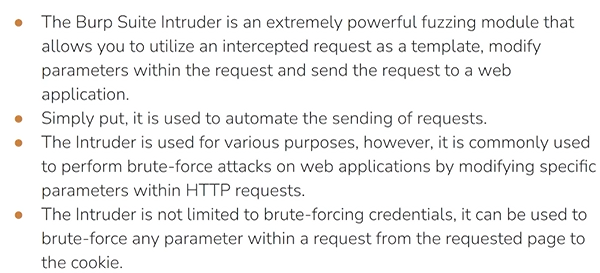 ● The Burp Suite Intruder is an extremely powerful fuzzing module that
allows you to utilize an intercepted request as a template, modify
parameters within the request and send the request to a web
application.
● Simply put, it is used to automate the sending of requests.
● The Intruder is used for various purposes, however, it is commonly used
to perform brute-force attacks on web applications by modifying specific
parameters within HTTP requests.
● The Intruder is not limited to brute-forcing credentials, it can be used to
brute-force any parameter within a request from the requested page to
the cookie.